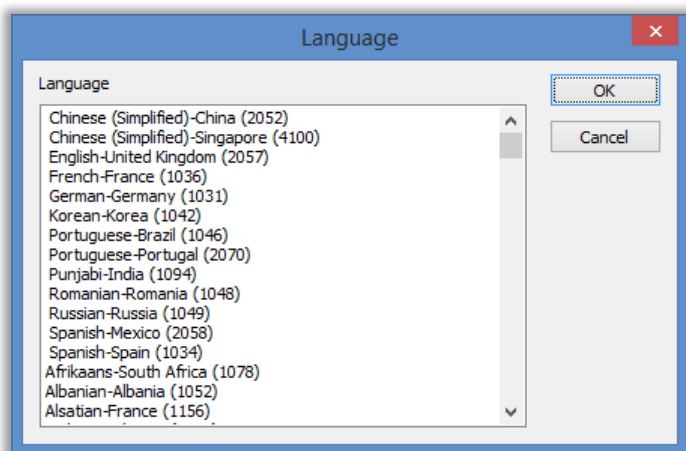 Language
Language
OK
Cancel
Chinese (Simplified)-China (2052)
Chinese (Simplified)-Singapore (4100)
English-United Kingdom (2057)
French-France (1036)
German-Germany (1031)
Korean-Korea (1042)
Portuguese-Brazil (1046)
Portuguese-Portugal (2070)
Punjabi-India (1094)
Romanian-Romania (1048)
Russian-Russia (1049)
Spanish-Mexico (2058)
Spanish-Spain (1034)
Afrikaans-South Africa (1078)
Albanian-Albania (1052)
Alsatian-France (1156)